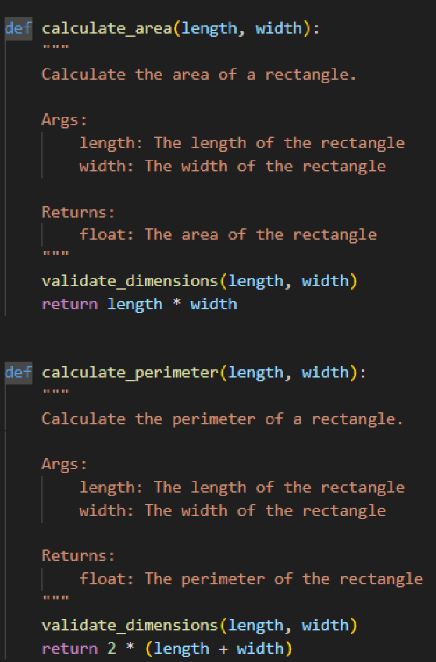 def calculate_area(length, width):
    """
    Calculate the area of a rectangle.

    Args:
        length: The length of the rectangle
        width: The width of the rectangle

    Returns:
        float: The area of the rectangle
    """
    validate_dimensions(length, width)
    return length * width


def calculate_perimeter(length, width):
    """
    Calculate the perimeter of a rectangle.

    Args:
        length: The length of the rectangle
        width: The width of the rectangle

    Returns:
        float: The perimeter of the rectangle
    """
    validate_dimensions(length, width)
    return 2 * (length + width)